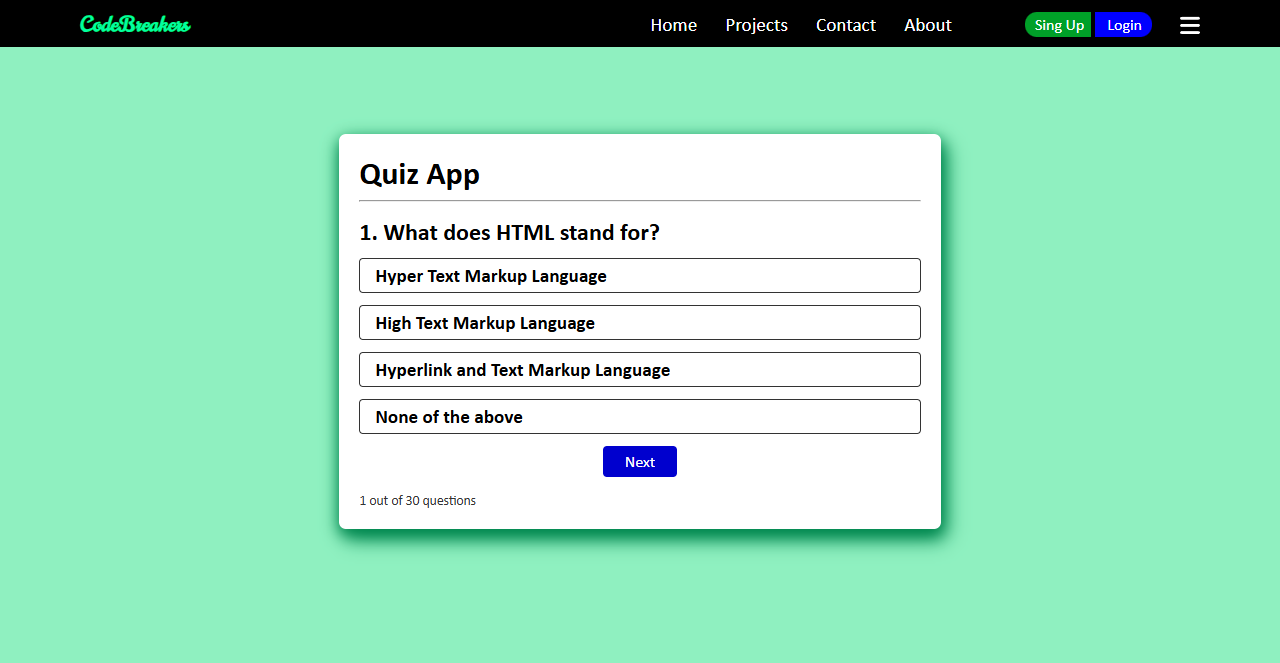 CodeBreakers
Home Projects Contact About
Sing Up Login
Quiz App
1. What does HTML stand for?
Hyper Text Markup Language
High Text Markup Language
Hyperlink and Text Markup Language
None of the above
Next
1 out of 30 questions